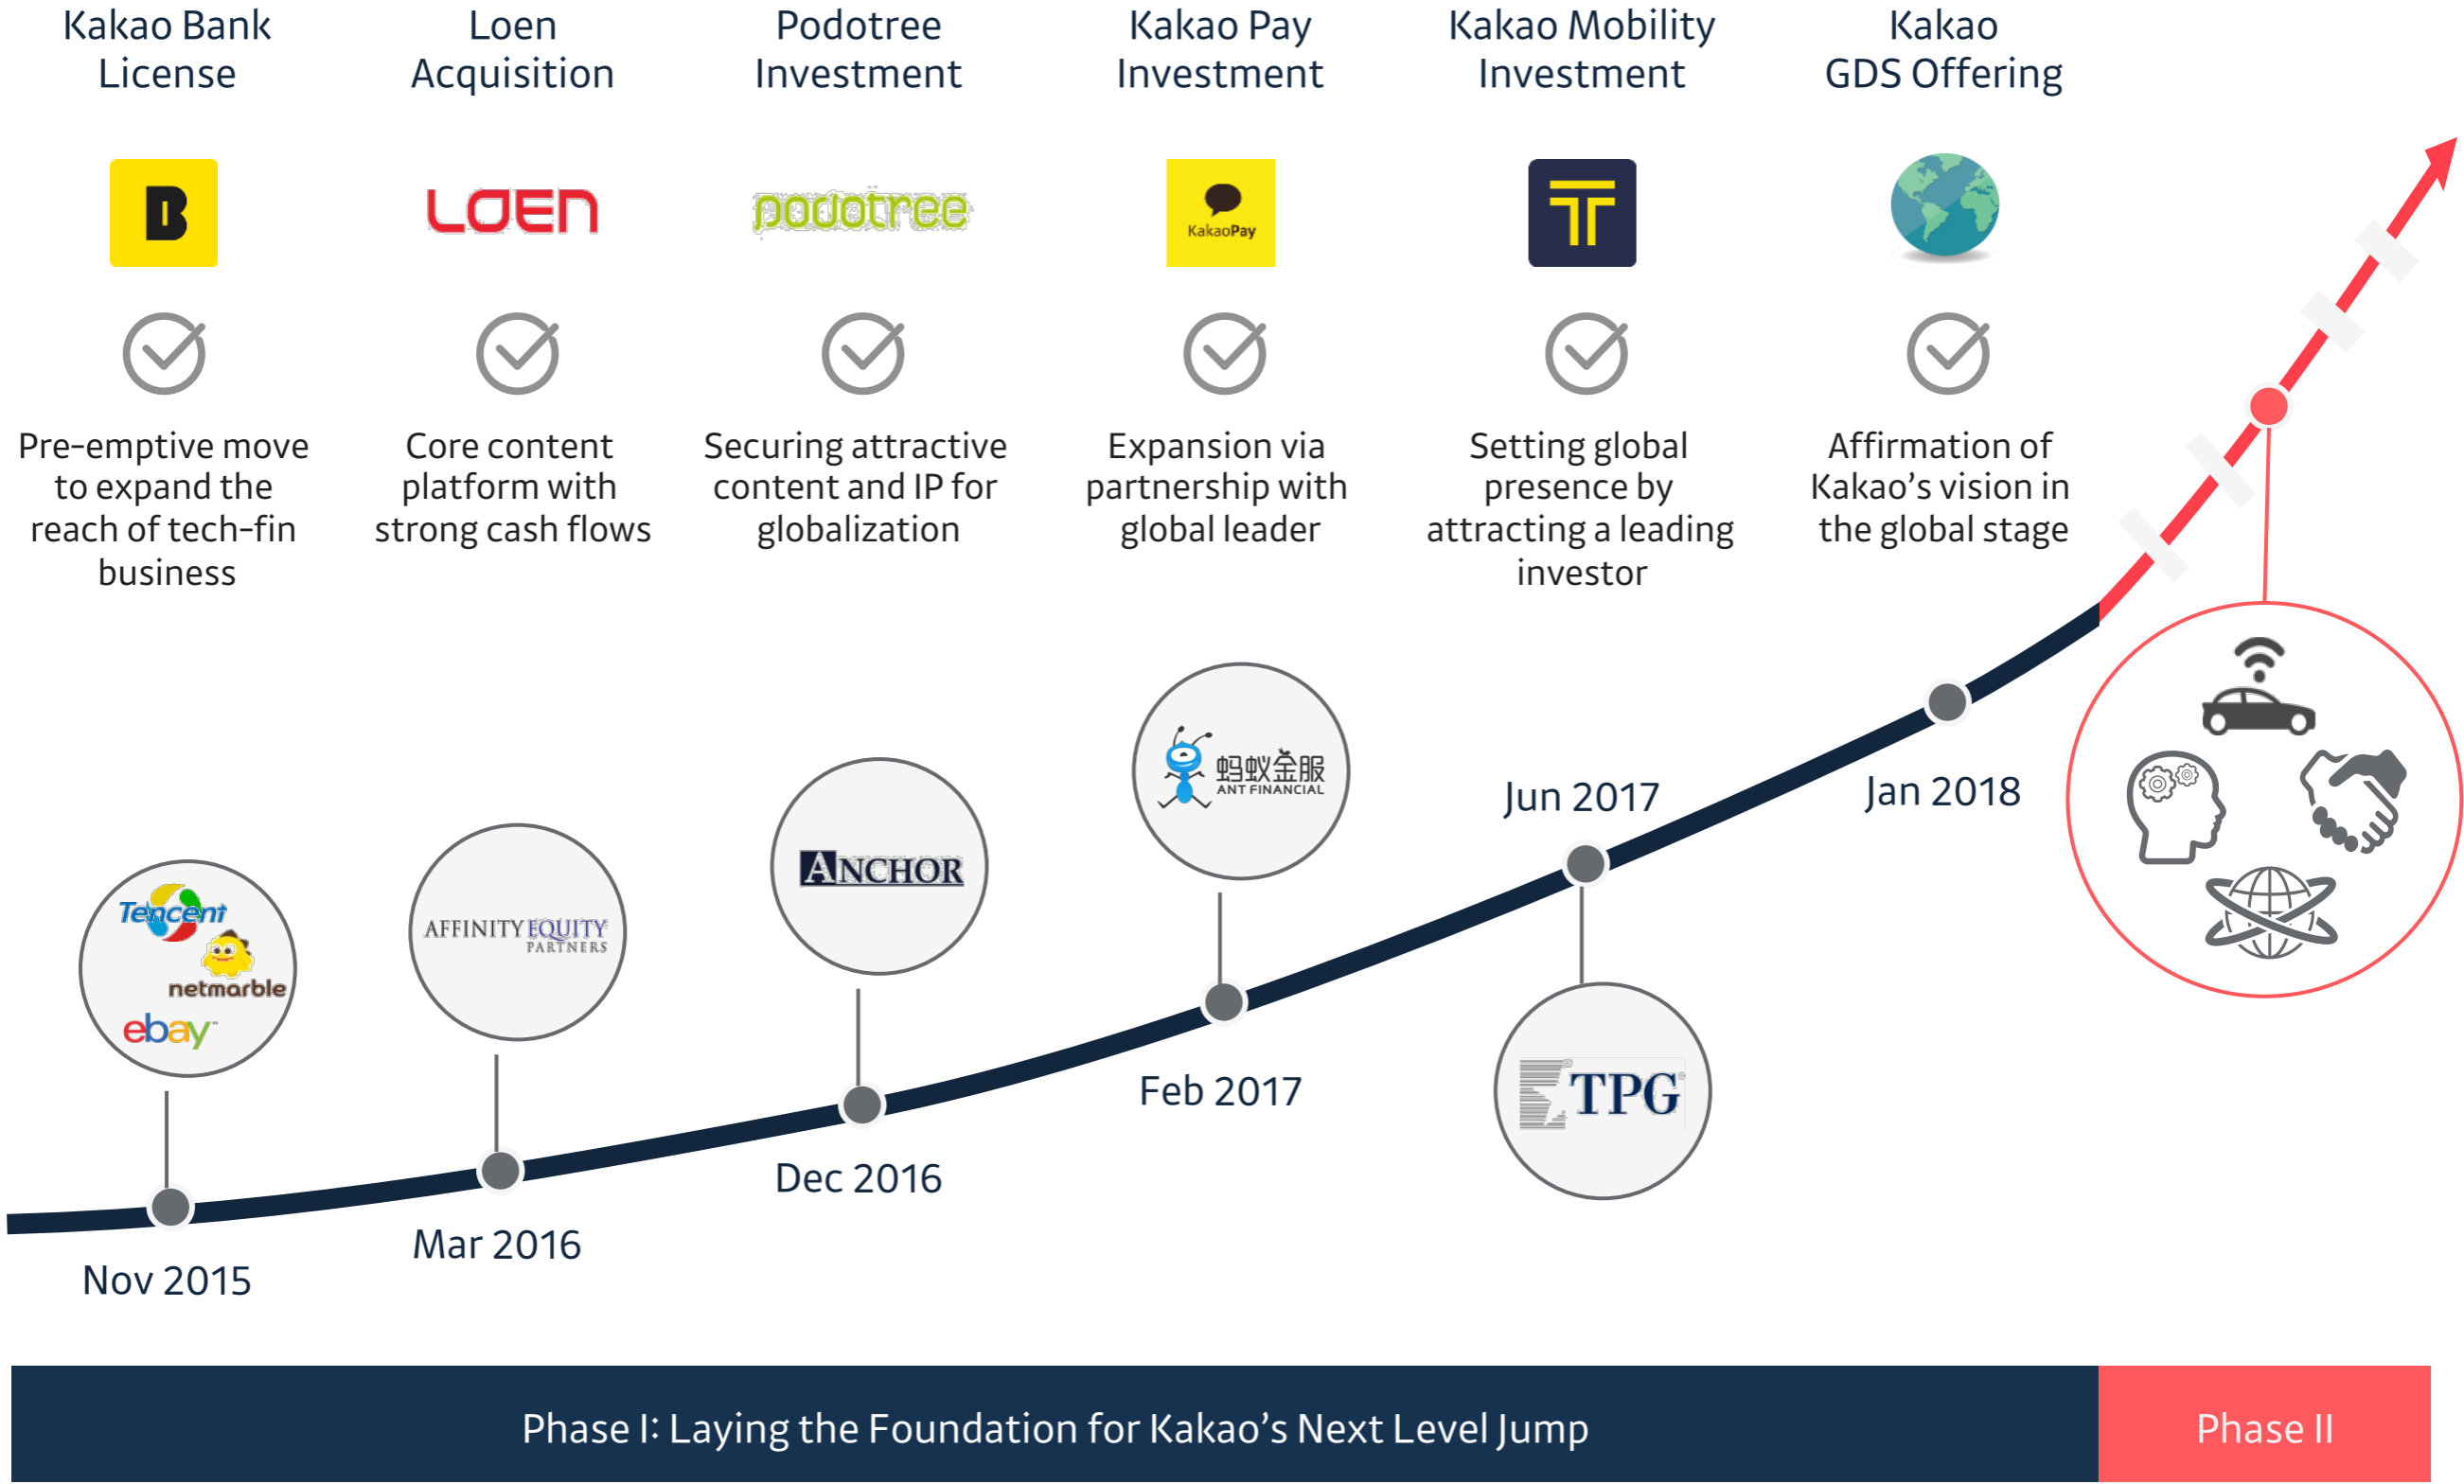 Kakao Bank
License
Loen
Acquisition
Podotree
Investment
Kakao Pay
Investment
Kakao Mobility
Investment
Kakao
GDS Offering
B
LOEN
podotree
KakaoPay
T
Pre-emptive move
to expand the
reach of tech-fin
business
Core content
platform with
strong cash flows
Securing attractive
content and IP for
globalization
Expansion via
partnership with
global leader
Setting global
presence by
attracting a leading
investor
Affirmation of
Kakao's vision in
the global stage
Tencent
netmarble
ebay™
AFFINITY EQUITY
PARTNERS
ANCHOR
蚂蚁金服
ANT FINANCIAL
TPG®
Nov 2015
Mar 2016
Dec 2016
Feb 2017
Jun 2017
Jan 2018
Phase I: Laying the Foundation for Kakao's Next Level Jump
Phase II